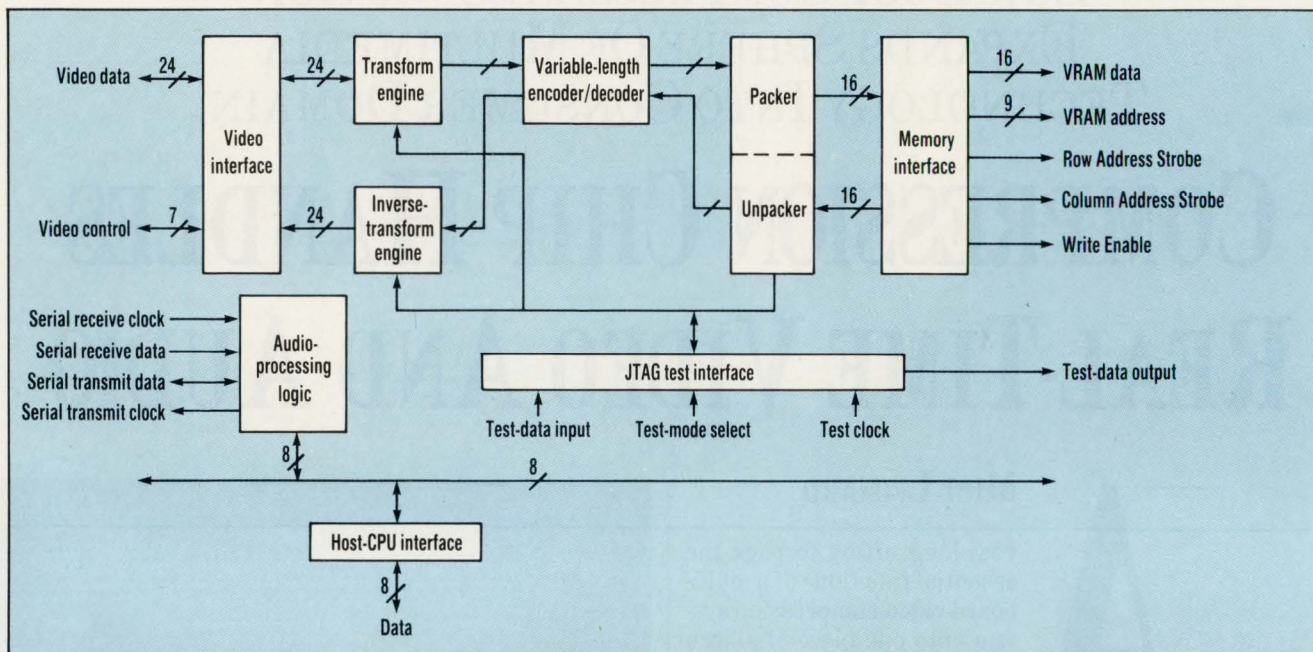 Video data
24
24
Video interface
Transform engine
Variable-length encoder/decoder
Packer
Unpacker
16
16
Memory interface
16
VRAM data
9
VRAM address
Row Address Strobe
Column Address Strobe
Write Enable
Video control
7
24
Inverse-transform engine
Serial receive clock
Serial receive data
Serial transmit data
Serial transmit clock
Audio-processing logic
JTAG test interface
Test-data output
Test-data input
Test-mode select
Test clock
8
8
Host-CPU interface
8
Data